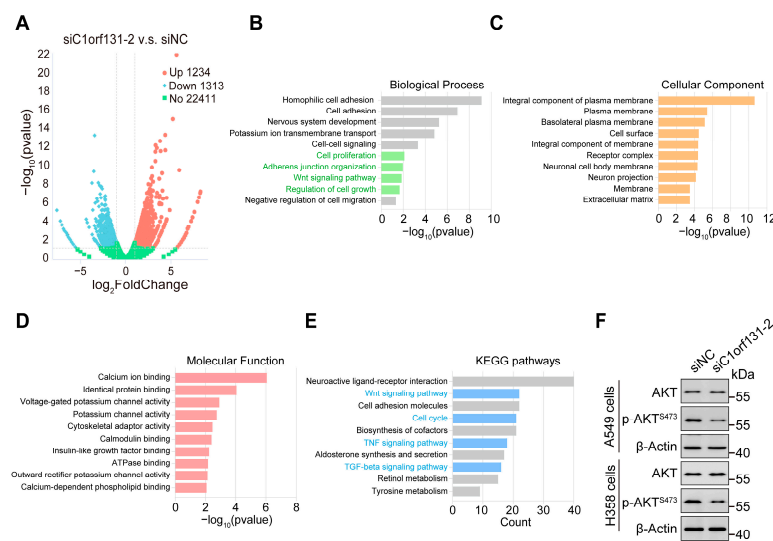 A
siC1orf131-2 v.s. siNC
22
20
18
16
14
12
10
8
6
4
2
0
−log10(pvalue)
Up 1234
Down 1313
No 22411
−5
0
5
log2FoldChange
B
Biological Process
Homophilic cell adhesion
Cell adhesion
Nervous system development
Potassium ion transmembrane transport
Cell-cell signaling
Cell proliferation
Adherens junction organization
Wnt signaling pathway
Regulation of cell growth
Negative regulation of cell migration
0 2 4 6 8 10
−log10(pvalue)
C
Cellular Component
Integral component of plasma membrane
Plasma membrane
Basolateral plasma membrane
Cell surface
Integral component of membrane
Receptor complex
Neuronal cell body membrane
Neuron projection
Membrane
Extracellular matrix
0 2 4 6 8 10 12
−log10(pvalue)
D
Molecular Function
Calcium ion binding
Identical protein binding
Voltage-gated potassium channel activity
Potassium channel activity
Cytoskeletal adaptor activity
Calmodulin binding
Insulin-like growth factor binding
ATPase binding
Outward rectifier potassium channel activity
Calcium-dependent phospholipid binding
0 2 4 6 8
−log10(pvalue)
E
KEGG pathways
Neuroactive ligand-receptor interaction
Wnt signaling pathway
Cell adhesion molecules
Cell cycle
Biosynthesis of cofactors
TNF signaling pathway
Aldosterone synthesis and secretion
TGF-beta signaling pathway
Retinol metabolism
Tyrosine metabolism
0 10 20 30 40
Count
F
siNC
siC1orf131-2
kDa
A549 cells
AKT
55
p-AKTS473
55
β-Actin
40
H358 cells
AKT
55
p-AKTS473
55
β-Actin
40